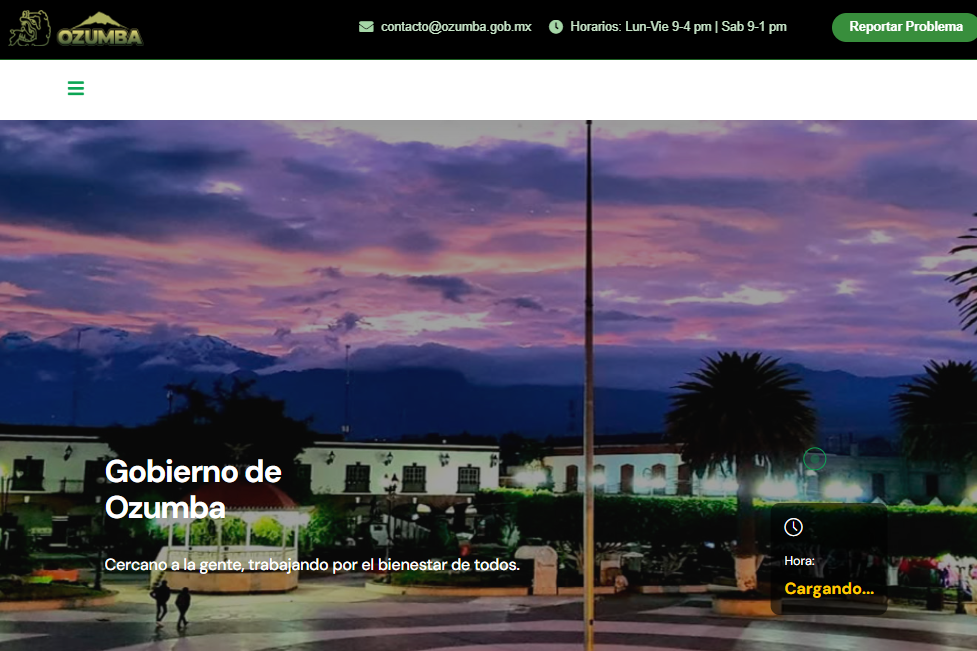 OZUMBA
contacto@ozumba.gob.mx
Horarios: Lun-Vie 9-4 pm | Sab 9-1 pm
Reportar Problema
Gobierno de
Ozumba
Cercano a la gente, trabajando por el bienestar de todos.
Hora:
Cargando...